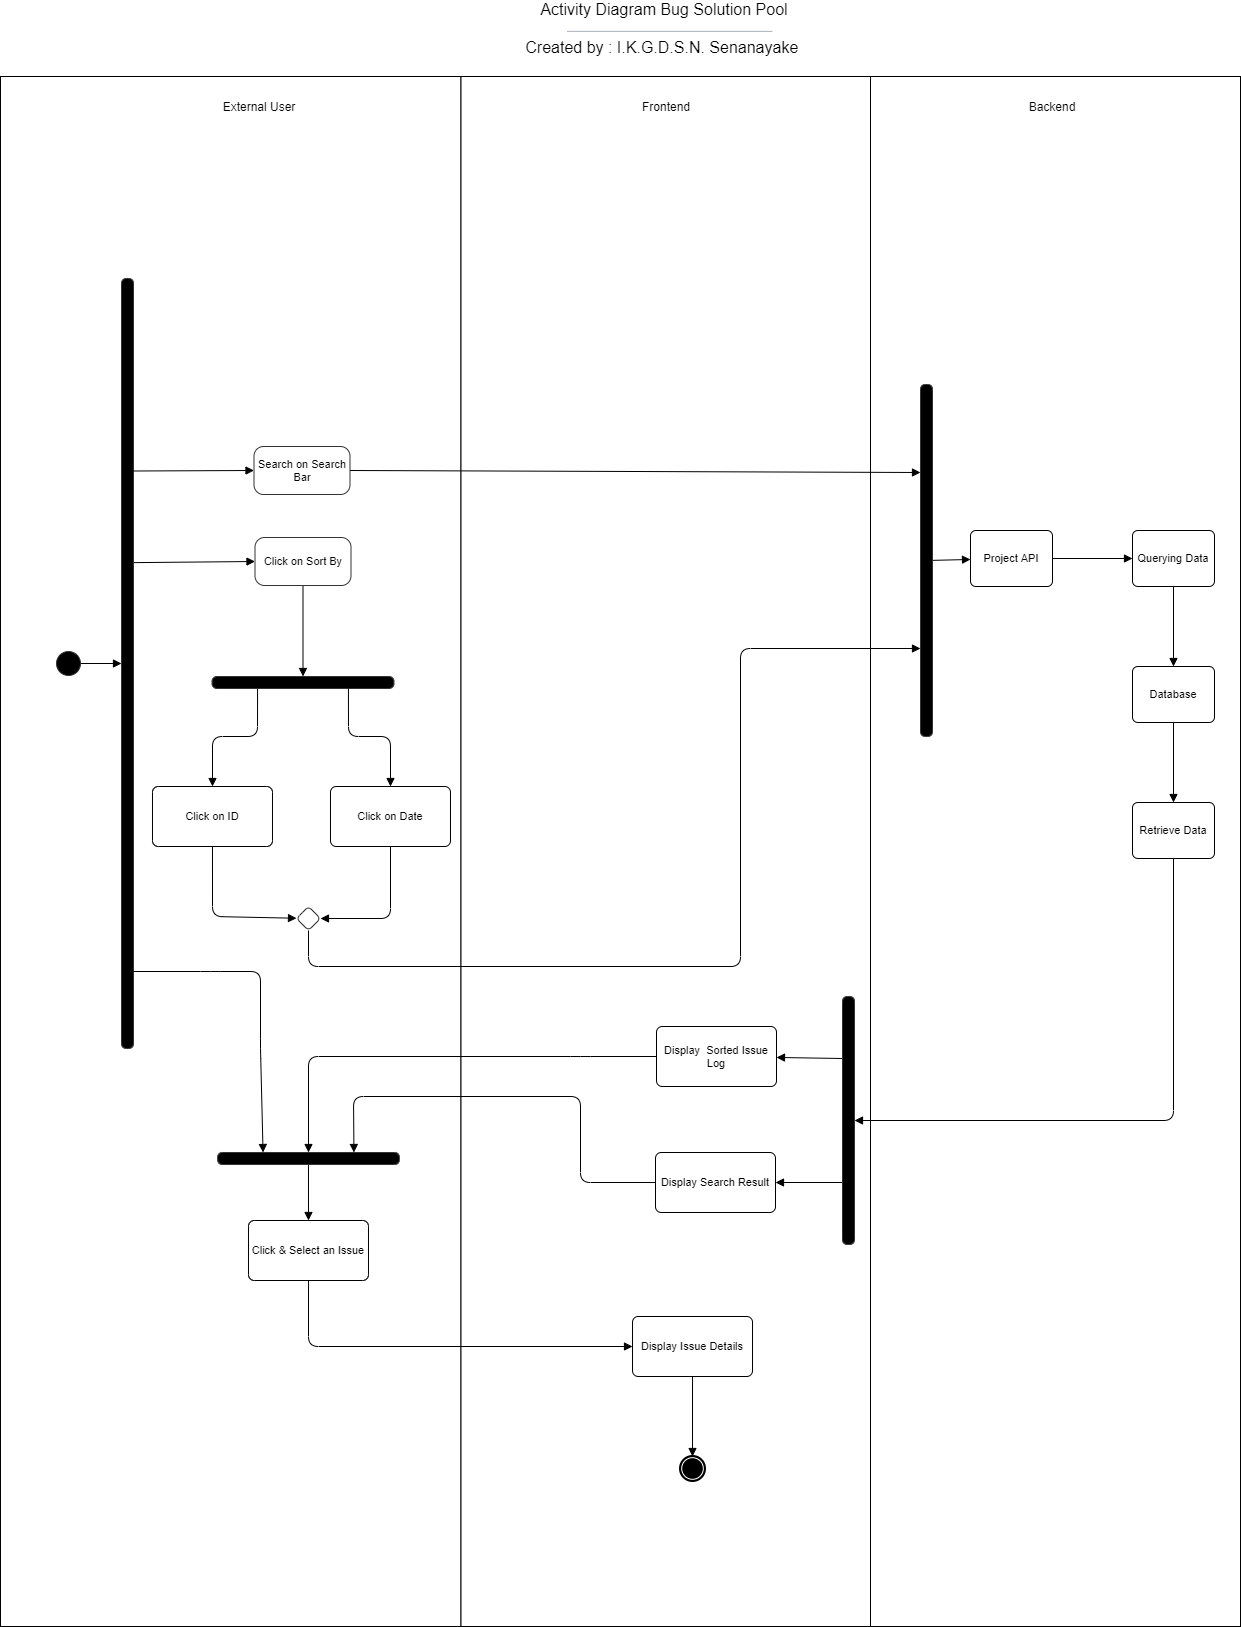 Activity Diagram Bug Solution Pool
Created by : I.K.G.D.S.N. Senanayake
External User
Frontend
Backend
Search on Search
Bar
Click on Sort By
Project API
Querying Data
Database
Click on ID
Click on Date
Retrieve Data
Display  Sorted Issue
Log
Display Search Result
Click & Select an Issue
Display Issue Details